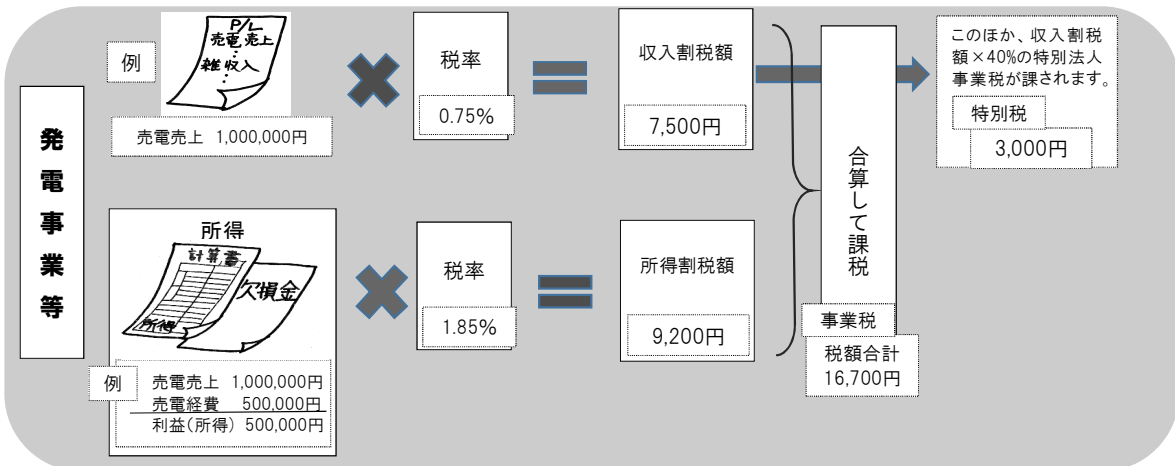 発電事業等
例
P/L
売電売上
雑収入
売電売上 1,000,000円
税率
0.75%
収入割税額
7,500円
このほか、収入割税
額×40%の特別法人
事業税が課されます。
特別税
3,000円
所得
計算書
所得
欠損金
例
売電売上 1,000,000円
売電経費 500,000円
利益(所得) 500,000円
税率
1.85%
所得割税額
9,200円
合算して課税
事業税
税額合計
16,700円